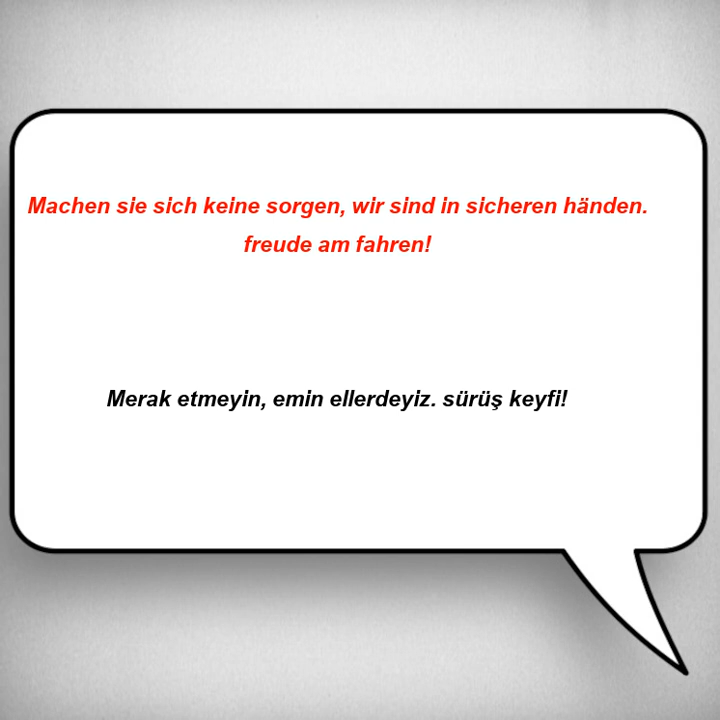 Machen sie sich keine sorgen, wir sind in sicheren händen.
freude am fahren!
Merak etmeyin, emin ellerdeyiz. sürüş keyfi!